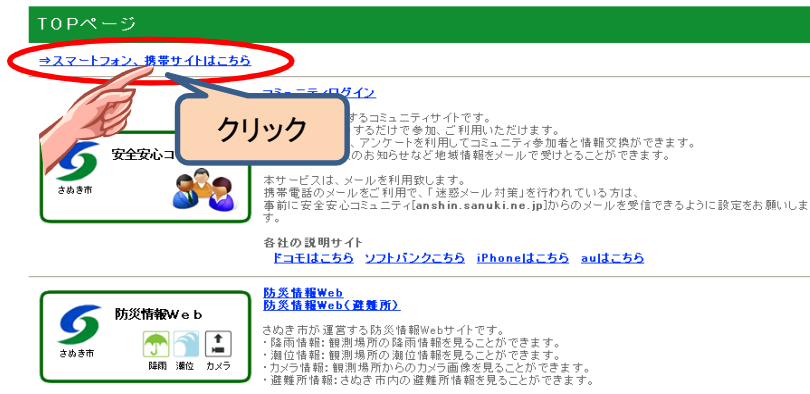 TOPページ
⇒スマートフォン、携帯サイトはこちら
コミュニティログイン
クリック
するコミュニティサイトです。
するだけで参加、ご利用いただけます。
、アンケートを利用してコミュニティ参加者と情報交換ができます。
のお知らせなど地域情報をメールで受けとることができます。
安全安心コ
さぬき市
本サービスは、メールを利用致します。
携帯電話のメールをご利用で、「迷惑メール対策」を行われている方は、
事前に安全安心コミュニティ[anshin.sanuki.ne.jp]からのメールを受信できるように設定をお願いしま
す。
各社の説明サイト
ドコモはこちら ソフトバンクこちら iPhoneはこちら auはこちら
防災情報Web
さぬき市
降雨 潮位 カメラ
防災情報Web
防災情報Web(避難所)
さぬき市が運営する防災情報Webサイトです。
・降雨情報: 観測場所の降雨情報を見ることができます。
・潮位情報: 観測場所の潮位情報を見ることができます。
・カメラ情報: 観測場所からのカメラ画像を見ることができます。
・避難所情報: さぬき市内の避難所情報を見ることができます。